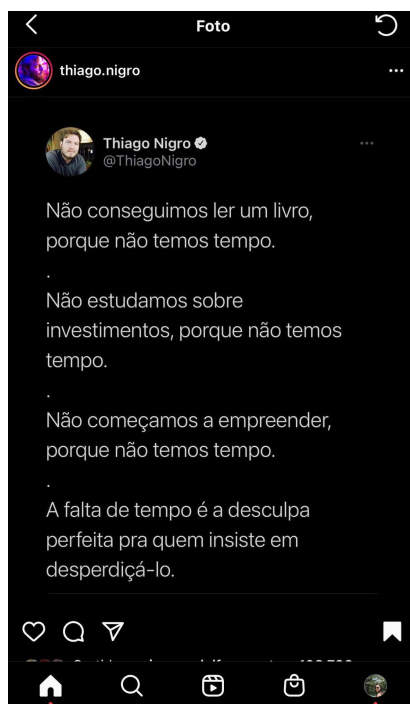 Foto
thiago.nigro
Thiago Nigro
@ThiagoNigro
Não conseguimos ler um livro,
porque não temos tempo.
.
Não estudamos sobre
investimentos, porque não temos
tempo.
.
Não começamos a empreender,
porque não temos tempo.
.
A falta de tempo é a desculpa
perfeita pra quem insiste em
desperdiçá-lo.